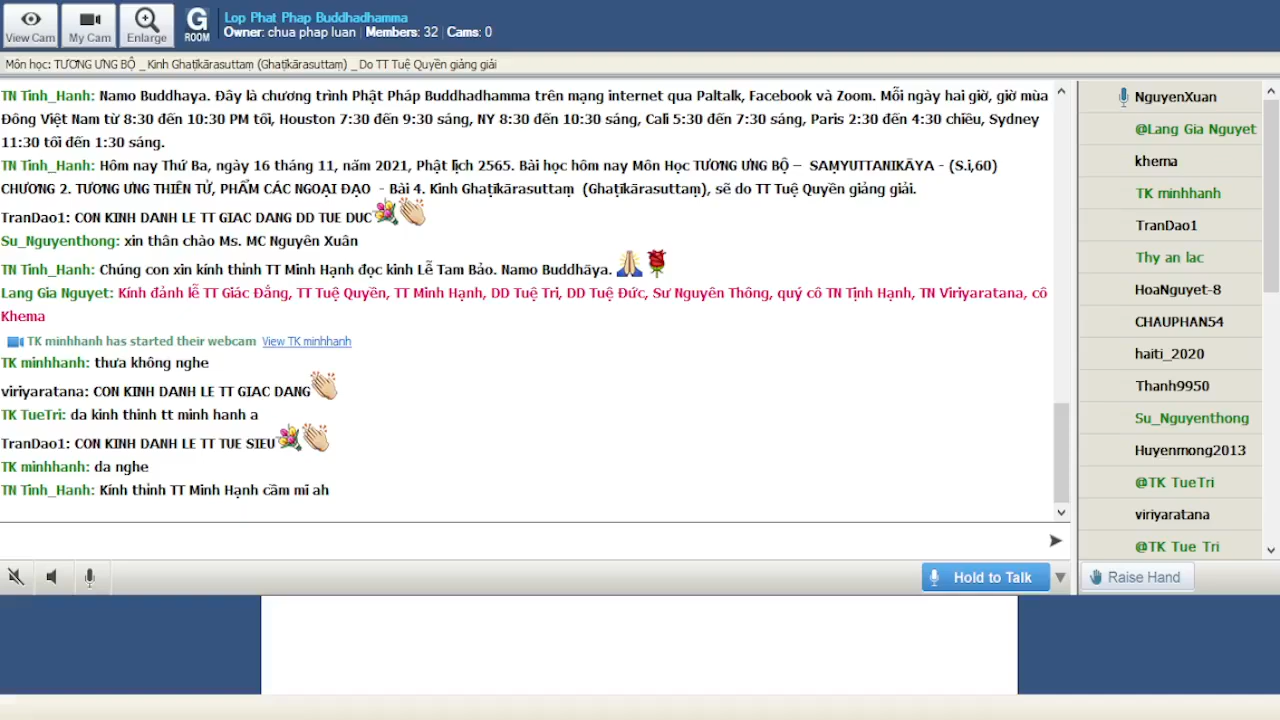 View Cam
My Cam
Enlarge
G
ROOM
Lop Phat Phap Buddhadhamma
Owner: chua phap luan | Members: 32 | Cams: 0
Môn học: TƯƠNG ƯNG BỘ _ Kinh Ghaṭikārasuttaṃ (Ghaṭikārasuttaṃ) _ Do TT Tuệ Quyền giảng giải
TN Tinh_Hanh: Namo Buddhaya. Đây là chương trình Phật Pháp Buddhadhamma trên mạng internet qua Paltalk, Facebook và Zoom. Mỗi ngày hai giờ, giờ mùa
Đông Việt Nam từ 8:30 đến 10:30 PM tối, Houston 7:30 đến 9:30 sáng, NY 8:30 đến 10:30 sáng, Cali 5:30 đến 7:30 sáng, Paris 2:30 đến 4:30 chiều, Sydney
11:30 tối đến 1:30 sáng.
TN Tinh_Hanh: Hôm nay Thứ Ba, ngày 16 tháng 11, năm 2021, Phật lịch 2565. Bài học hôm nay Môn Học TƯƠNG ƯNG BỘ – SAṂYUTTANIKĀYA - (S.i,60)
CHƯƠNG 2. TƯƠNG ƯNG THIÊN TỬ, PHẨM CÁC NGOẠI ĐẠO - Bài 4. Kinh Ghaṭikārasuttaṃ (Ghaṭikārasuttaṃ), sẽ do TT Tuệ Quyền giảng giải.
TranDao1: CON KINH DANH LE TT GIAC DANG DD TUE DUC
Su_Nguyenthong: xin thân chào Ms. MC Nguyên Xuân
TN Tinh_Hanh: Chúng con xin kính thỉnh TT Minh Hạnh đọc kinh Lễ Tam Bảo. Namo Buddhāya.
Lang Gia Nguyet: Kính đảnh lễ TT Giác Đẳng, TT Tuệ Quyền, TT Minh Hạnh, DD Tuệ Tri, DD Tuệ Đức, Sư Nguyên Thông, quý cô TN Tịnh Hạnh, TN Viriyaratana, cô
Khema
TK minhhanh has started their webcam View TK minhhanh
TK minhhanh: thưa không nghe
viriyaratana: CON KINH DANH LE TT GIAC DANG
TK TueTri: da kinh thinh tt minh hanh a
TranDao1: CON KINH DANH LE TT TUE SIEU
TK minhhanh: da nghe
TN Tinh_Hanh: Kính thỉnh TT Minh Hạnh cầm mĩ ah
Hold to Talk
NguyenXuan
@Lang Gia Nguyet
khema
TK minhhanh
TranDao1
Thy an lac
HoaNguyet-8
CHAUPHAN54
haiti_2020
Thanh9950
Su_Nguyenthong
Huyenmong2013
@TK TueTri
viriyaratana
@TK Tue Tri
Raise Hand